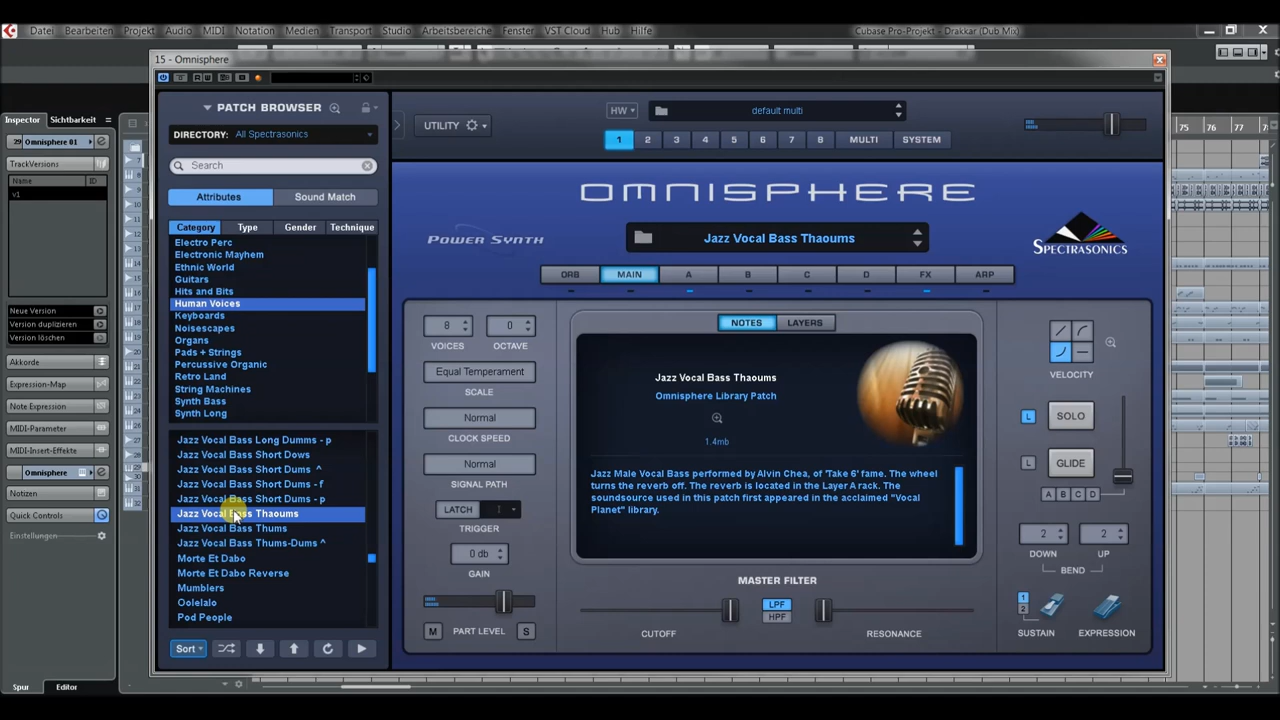 Datei Bearbeiten Projekt Audio MIDI Notation Medien Transport Studio Arbeitsbereiche Fenster VST Cloud Hub Hilfe Cubase Pro-Projekt - Drakkar (Dub Mix)
15 - Omnisphere
Inspector Sichtbarkeit
29 Omnisphere 01
TrackVersions
Name ID
v1
Neue Version
Version duplizieren
Version löschen
Akkorde
Expression-Map
Note Expression
MIDI-Parameter
MIDI-Insert-Effekte
Omnisphere
Notizen
Quick Controls
Einstellungen
Spur Editor
PATCH BROWSER
DIRECTORY: All Spectrasonics
Search
Attributes Sound Match
Category Type Gender Technique
Electro Perc
Electronic Mayhem
Ethnic World
Guitars
Hits and Bits
Human Voices
Keyboards
Noisescapes
Organs
Pads + Strings
Percussive Organic
Retro Land
String Machines
Synth Bass
Synth Long
Jazz Vocal Bass Long Dumms - p
Jazz Vocal Bass Short Dows
Jazz Vocal Bass Short Dums ^
Jazz Vocal Bass Short Dums - f
Jazz Vocal Bass Short Dums - p
Jazz Vocal Bass Thaoums
Jazz Vocal Bass Thums
Jazz Vocal Bass Thums-Dums ^
Morte Et Dabo
Morte Et Dabo Reverse
Mumblers
Oolelalo
Pod People
Sort
UTILITY
HW default multi
1 2 3 4 5 6 7 8 MULTI SYSTEM
OMNISPHERE
POWER SYNTH
Jazz Vocal Bass Thaoums
SPECTRASONICS
ORB MAIN A B C D FX ARP
8 0
VOICES OCTAVE
Equal Temperament
SCALE
Normal
CLOCK SPEED
Normal
SIGNAL PATH
LATCH
TRIGGER
0 db
GAIN
M PART LEVEL S
NOTES LAYERS
Jazz Vocal Bass Thaoums
Omnisphere Library Patch
1.4mb
Jazz Male Vocal Bass performed by Alvin Chea, of 'Take 6' fame. The wheel
turns the reverb off. The reverb is located in the Layer A rack. The
soundsource used in this patch first appeared in the acclaimed "Vocal
Planet" library.
MASTER FILTER
LPF
HPF
CUTOFF RESONANCE
VELOCITY
L SOLO
L GLIDE
A B C D
2 2
DOWN UP
BEND
1
2
SUSTAIN EXPRESSION
75 76 77